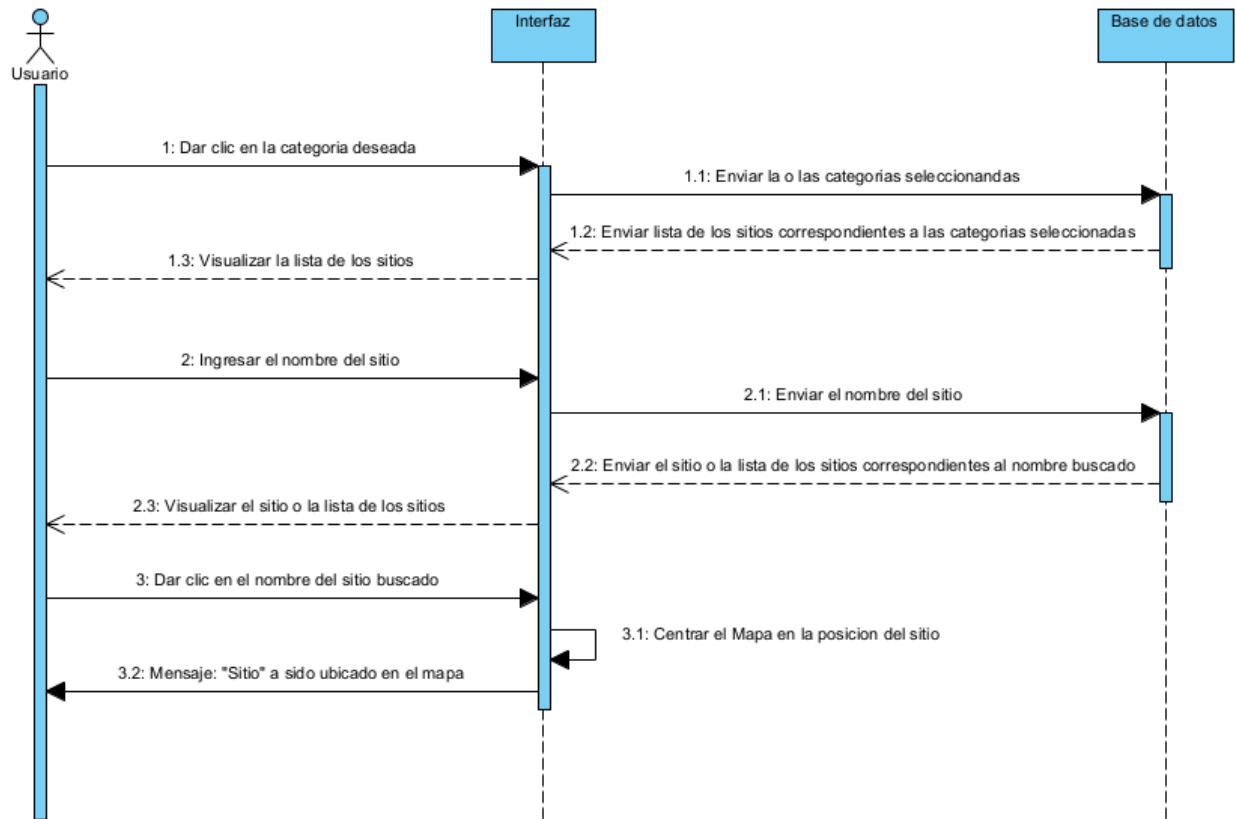 Usuario
Interfaz
Base de datos
1: Dar clic en la categoria deseada
1.1: Enviar la o las categorias seleccionandas
1.2: Enviar lista de los sitios correspondientes a las categorias seleccionadas
1.3: Visualizar la lista de los sitios
2: Ingresar el nombre del sitio
2.1: Enviar el nombre del sitio
2.2: Enviar el sitio o la lista de los sitios correspondientes al nombre buscado
2.3: Visualizar el sitio o la lista de los sitios
3: Dar clic en el nombre del sitio buscado
3.1: Centrar el Mapa en la posicion del sitio
3.2: Mensaje: "Sitio" a sido ubicado en el mapa